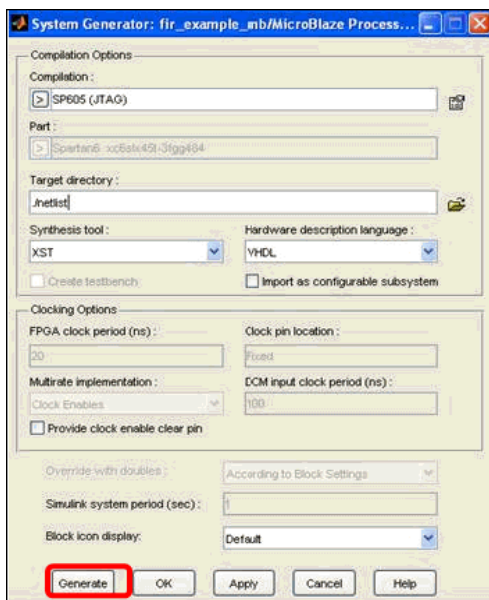 System Generator: fir_example_mb/MicroBlaze Process...
Compilation Options
Compilation :
> SP605 (JTAG)
Part :
> Spartan6 xc6slx45t-3fgg484
Target directory :
./netlist
Synthesis tool : Hardware description language :
XST VHDL
Create testbench Import as configurable subsystem
Clocking Options
FPGA clock period (ns) : Clock pin location :
20 Fixed
Multirate implementation : DCM input clock period (ns) :
Clock Enables 100
Provide clock enable clear pin
Override with doubles : According to Block Settings
Simulink system period (sec) : 1
Block icon display: Default
Generate OK Apply Cancel Help